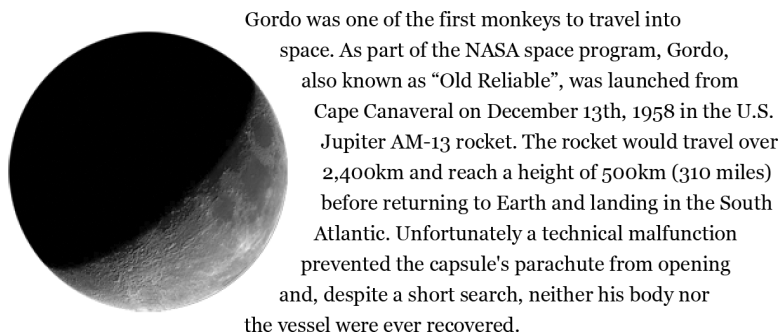 Gordo was one of the first monkeys to travel into
space. As part of the NASA space program, Gordo,
also known as “Old Reliable”, was launched from
Cape Canaveral on December 13th, 1958 in the U.S.
Jupiter AM-13 rocket. The rocket would travel over
2,400km and reach a height of 500km (310 miles)
before returning to Earth and landing in the South
Atlantic. Unfortunately a technical malfunction
prevented the capsule's parachute from opening
and, despite a short search, neither his body nor
the vessel were ever recovered.